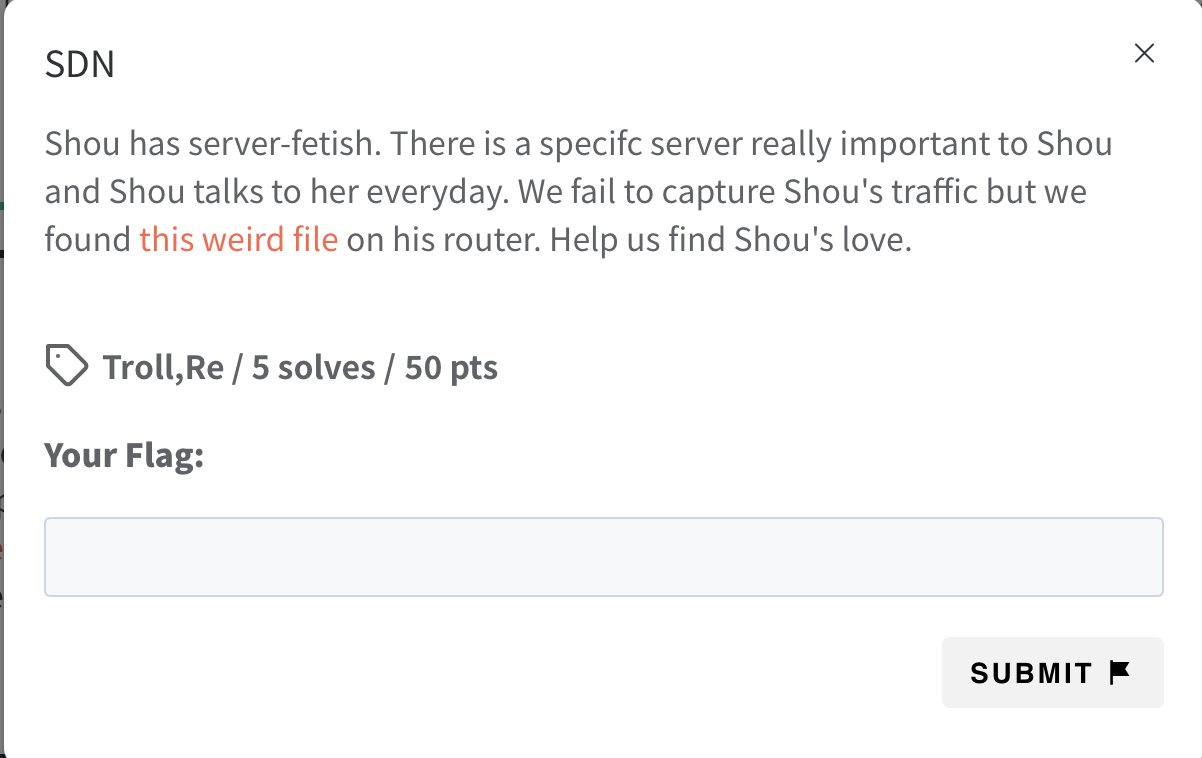 SDN
Shou has server-fetish. There is a specifc server really important to Shou
and Shou talks to her everyday. We fail to capture Shou's traffic but we
found this weird file on his router. Help us find Shou's love.
Troll,Re / 5 solves / 50 pts
Your Flag:
SUBMIT